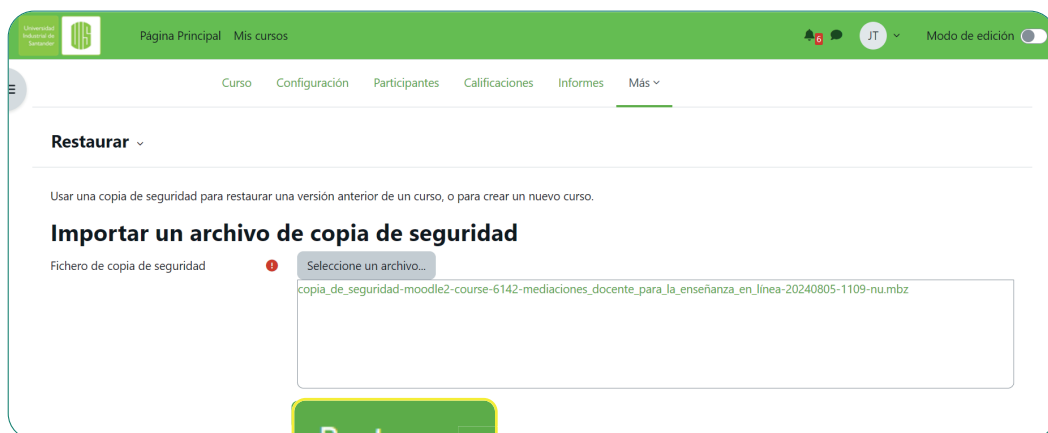 Universidad
Industrial de
Santander
Página Principal Mis cursos
6 JT Modo de edición
Curso Configuración Participantes Calificaciones Informes Más
Restaurar
Usar una copia de seguridad para restaurar una versión anterior de un curso, o para crear un nuevo curso.
Importar un archivo de copia de seguridad
Fichero de copia de seguridad Seleccione un archivo...
copia_de_seguridad-moodle2-course-6142-mediaciones_docente_para_la_enseñanza_en_línea-20240805-1109-nu.mbz